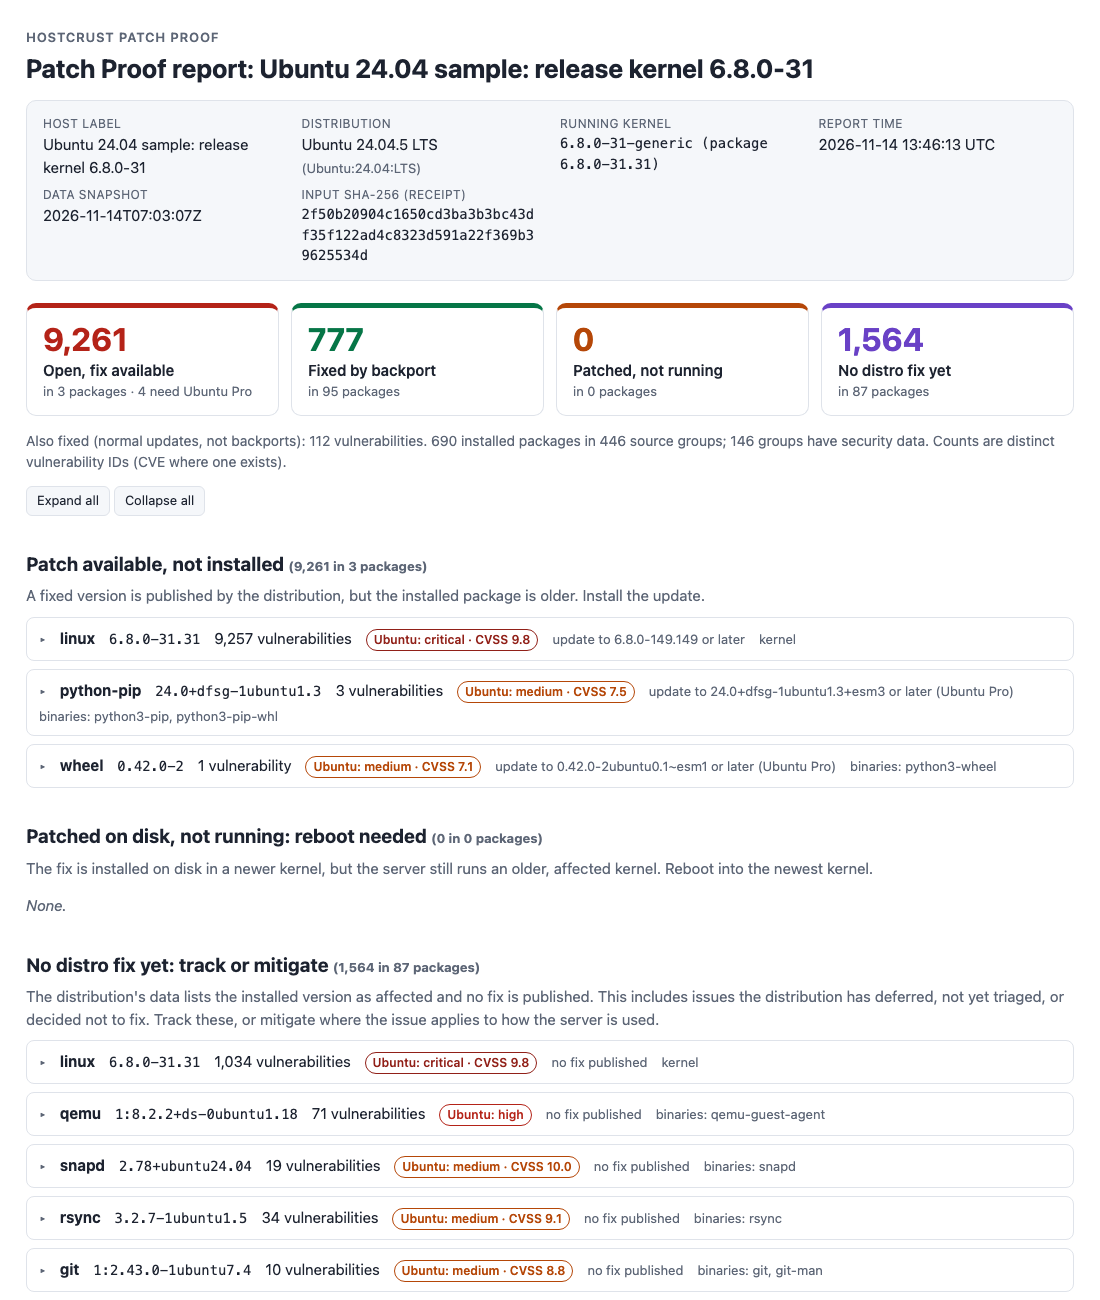 HOSTCRUST PATCH PROOF
Patch Proof report: Ubuntu 24.04 sample: release kernel 6.8.0-31
HOST LABEL
Ubuntu 24.04 sample: release
kernel 6.8.0-31
DISTRIBUTION
Ubuntu 24.04.5 LTS
(Ubuntu:24.04:LTS)
RUNNING KERNEL
6.8.0-31-generic (package
6.8.0-31.31)
REPORT TIME
2026-11-14 13:46:13 UTC
DATA SNAPSHOT
2026-11-14T07:03:07Z
INPUT SHA-256 (RECEIPT)
2f50b20904c1650cd3ba3b3bc43d
f35f122ad4c8323d591a22f369b3
9625534d
9,261
Open, fix available
in 3 packages · 4 need Ubuntu Pro
777
Fixed by backport
in 95 packages
0
Patched, not running
in 0 packages
1,564
No distro fix yet
in 87 packages
Also fixed (normal updates, not backports): 112 vulnerabilities. 690 installed packages in 446 source groups; 146 groups have security data. Counts are distinct
vulnerability IDs (CVE where one exists).
Expand all Collapse all
Patch available, not installed (9,261 in 3 packages)
A fixed version is published by the distribution, but the installed package is older. Install the update.
▸ linux 6.8.0-31.31 9,257 vulnerabilities Ubuntu: critical · CVSS 9.8 update to 6.8.0-149.149 or later kernel
▸ python-pip 24.0+dfsg-1ubuntu1.3 3 vulnerabilities Ubuntu: medium · CVSS 7.5 update to 24.0+dfsg-1ubuntu1.3+esm3 or later (Ubuntu Pro)
binaries: python3-pip, python3-pip-whl
▸ wheel 0.42.0-2 1 vulnerability Ubuntu: medium · CVSS 7.1 update to 0.42.0-2ubuntu0.1~esm1 or later (Ubuntu Pro) binaries: python3-wheel
Patched on disk, not running: reboot needed (0 in 0 packages)
The fix is installed on disk in a newer kernel, but the server still runs an older, affected kernel. Reboot into the newest kernel.
None.
No distro fix yet: track or mitigate (1,564 in 87 packages)
The distribution's data lists the installed version as affected and no fix is published. This includes issues the distribution has deferred, not yet triaged, or
decided not to fix. Track these, or mitigate where the issue applies to how the server is used.
▸ linux 6.8.0-31.31 1,034 vulnerabilities Ubuntu: critical · CVSS 9.8 no fix published kernel
▸ qemu 1:8.2.2+ds-0ubuntu1.18 71 vulnerabilities Ubuntu: high no fix published binaries: qemu-guest-agent
▸ snapd 2.78+ubuntu24.04 19 vulnerabilities Ubuntu: medium · CVSS 10.0 no fix published binaries: snapd
▸ rsync 3.2.7-1ubuntu1.5 34 vulnerabilities Ubuntu: medium · CVSS 9.1 no fix published binaries: rsync
▸ git 1:2.43.0-1ubuntu7.4 10 vulnerabilities Ubuntu: medium · CVSS 8.8 no fix published binaries: git, git-man